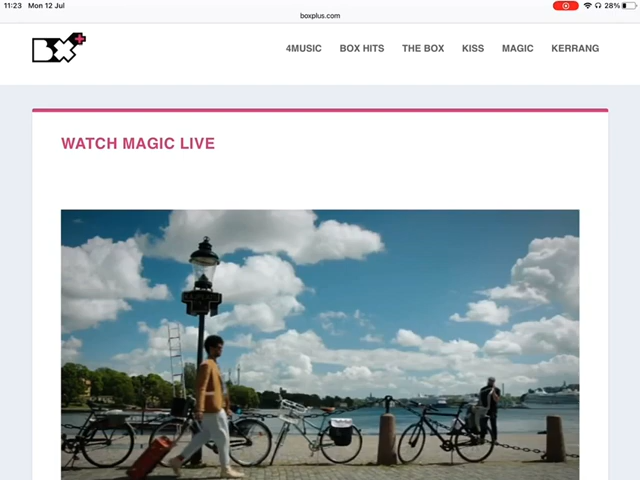 11:23 Mon 12 Jul 28%
boxplus.com
BX+
4MUSIC BOX HITS THE BOX KISS MAGIC KERRANG
WATCH MAGIC LIVE